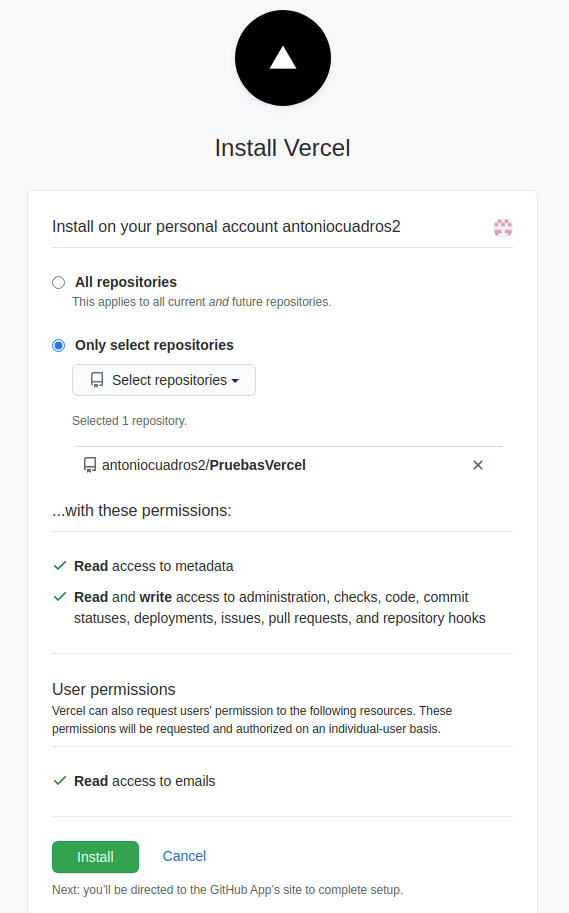 Install Vercel
Install on your personal account antoniocuadros2
All repositories
This applies to all current and future repositories.
Only select repositories
Select repositories
Selected 1 repository.
antoniocuadros2/PruebasVercel
...with these permissions:
Read access to metadata
Read and write access to administration, checks, code, commit
statuses, deployments, issues, pull requests, and repository hooks
User permissions
Vercel can also request users' permission to the following resources. These
permissions will be requested and authorized on an individual-user basis.
Read access to emails
Install Cancel
Next: you’ll be directed to the GitHub App’s site to complete setup.